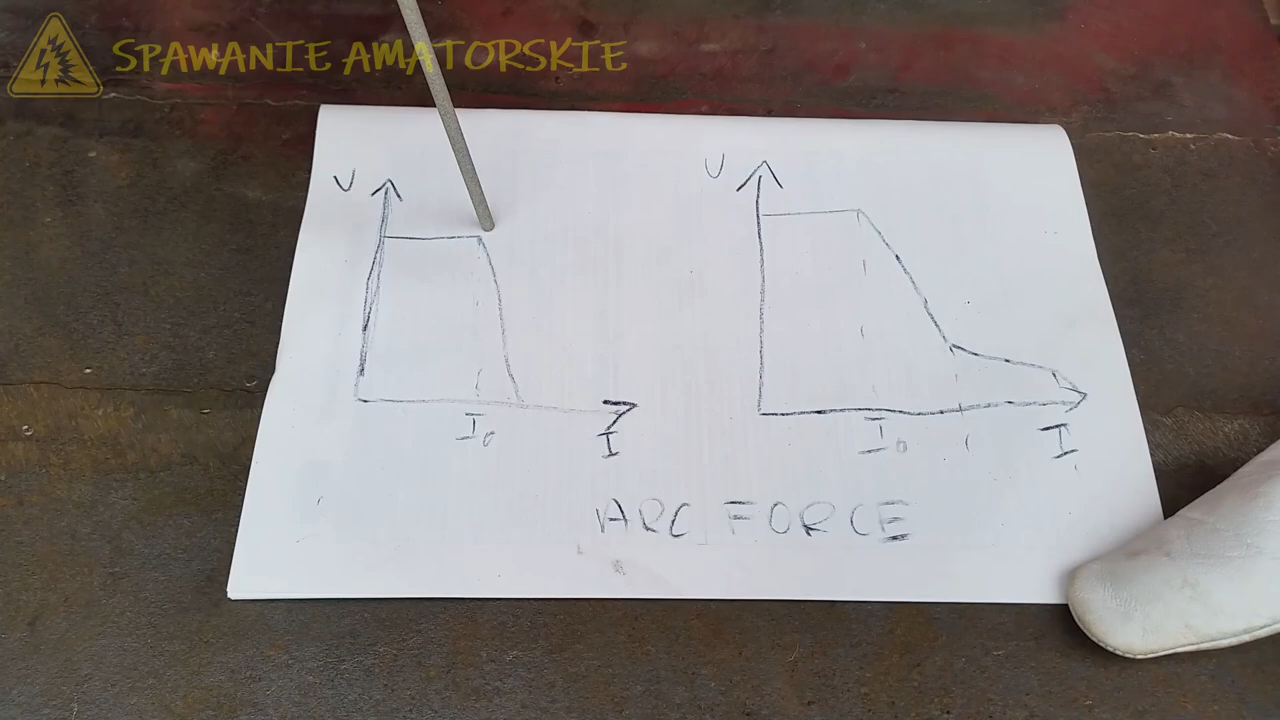 SPAWANIE AMATORSKIE
U
U
I₀
I
I₀
I
ARC FORCE